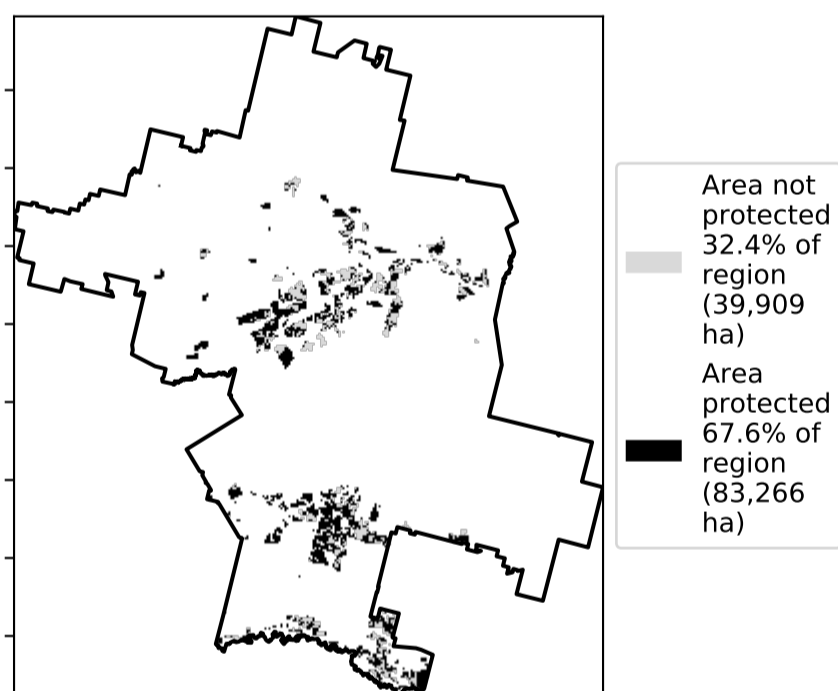 Area not
protected
32.4% of
region
(39,909
ha)
Area
protected
67.6% of
region
(83,266
ha)